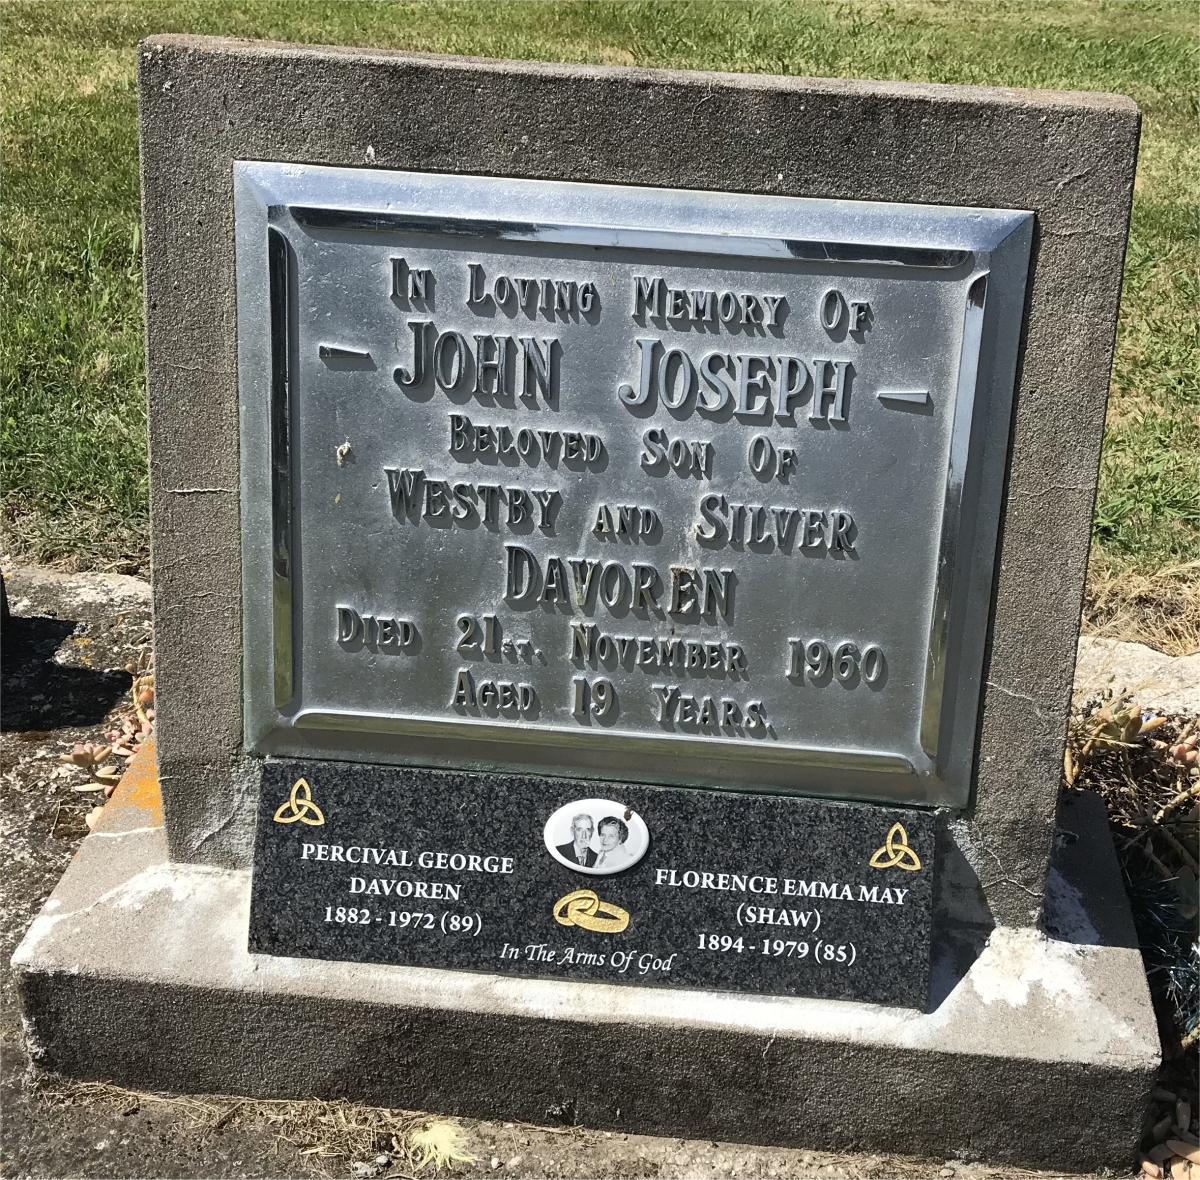 In Loving Memory Of
— JOHN JOSEPH —
Beloved Son Of
Westby and Silver
Davoren
Died 21st. November 1960
Aged 19 Years.
PERCIVAL GEORGE
DAVOREN
1882 - 1972 (89)
FLORENCE EMMA MAY
(SHAW)
1894 - 1979 (85)
In The Arms Of God